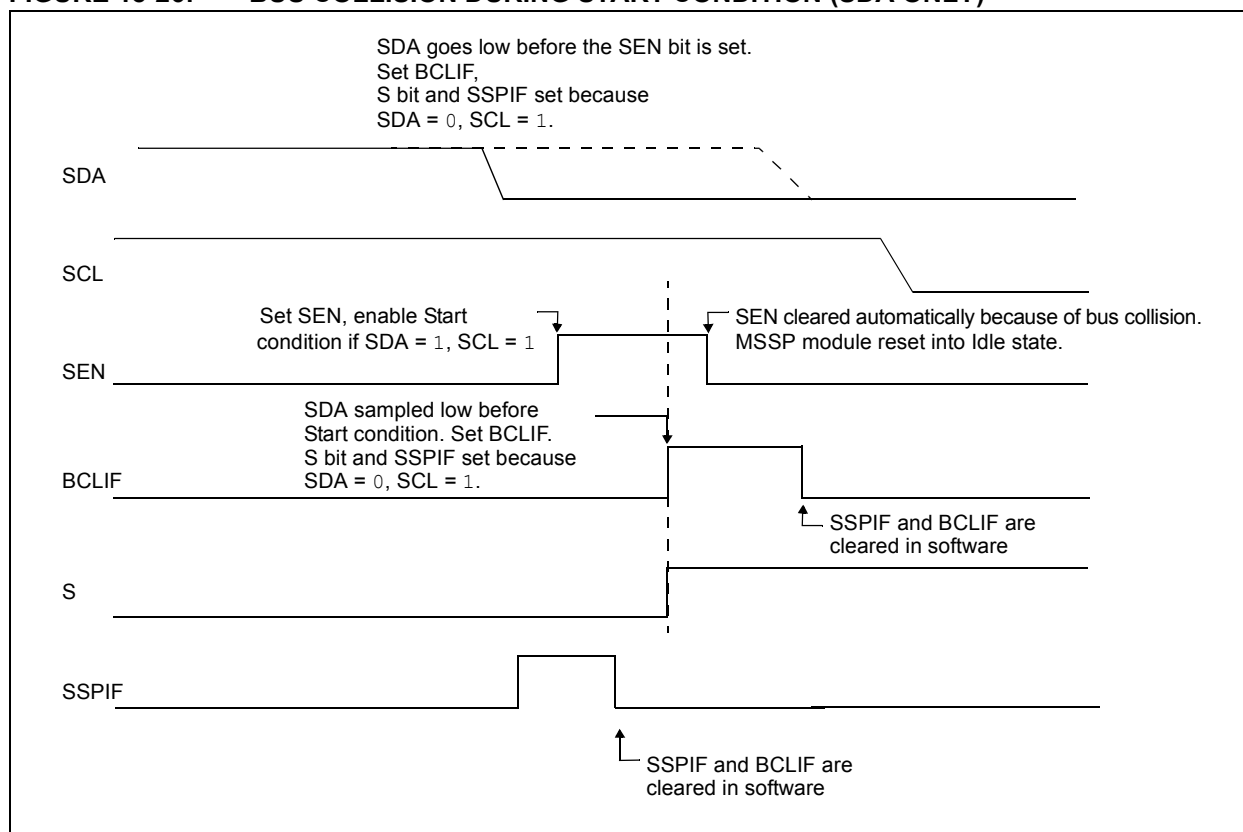 SDA goes low before the SEN bit is set.
Set BCLIF,
S bit and SSPIF set because
SDA = 0, SCL = 1.
SDA
SCL
Set SEN, enable Start
condition if SDA = 1, SCL = 1
SEN cleared automatically because of bus collision.
MSSP module reset into Idle state.
SEN
SDA sampled low before
Start condition. Set BCLIF.
S bit and SSPIF set because
SDA = 0, SCL = 1.
BCLIF
SSPIF and BCLIF are
cleared in software
S
SSPIF
SSPIF and BCLIF are
cleared in software